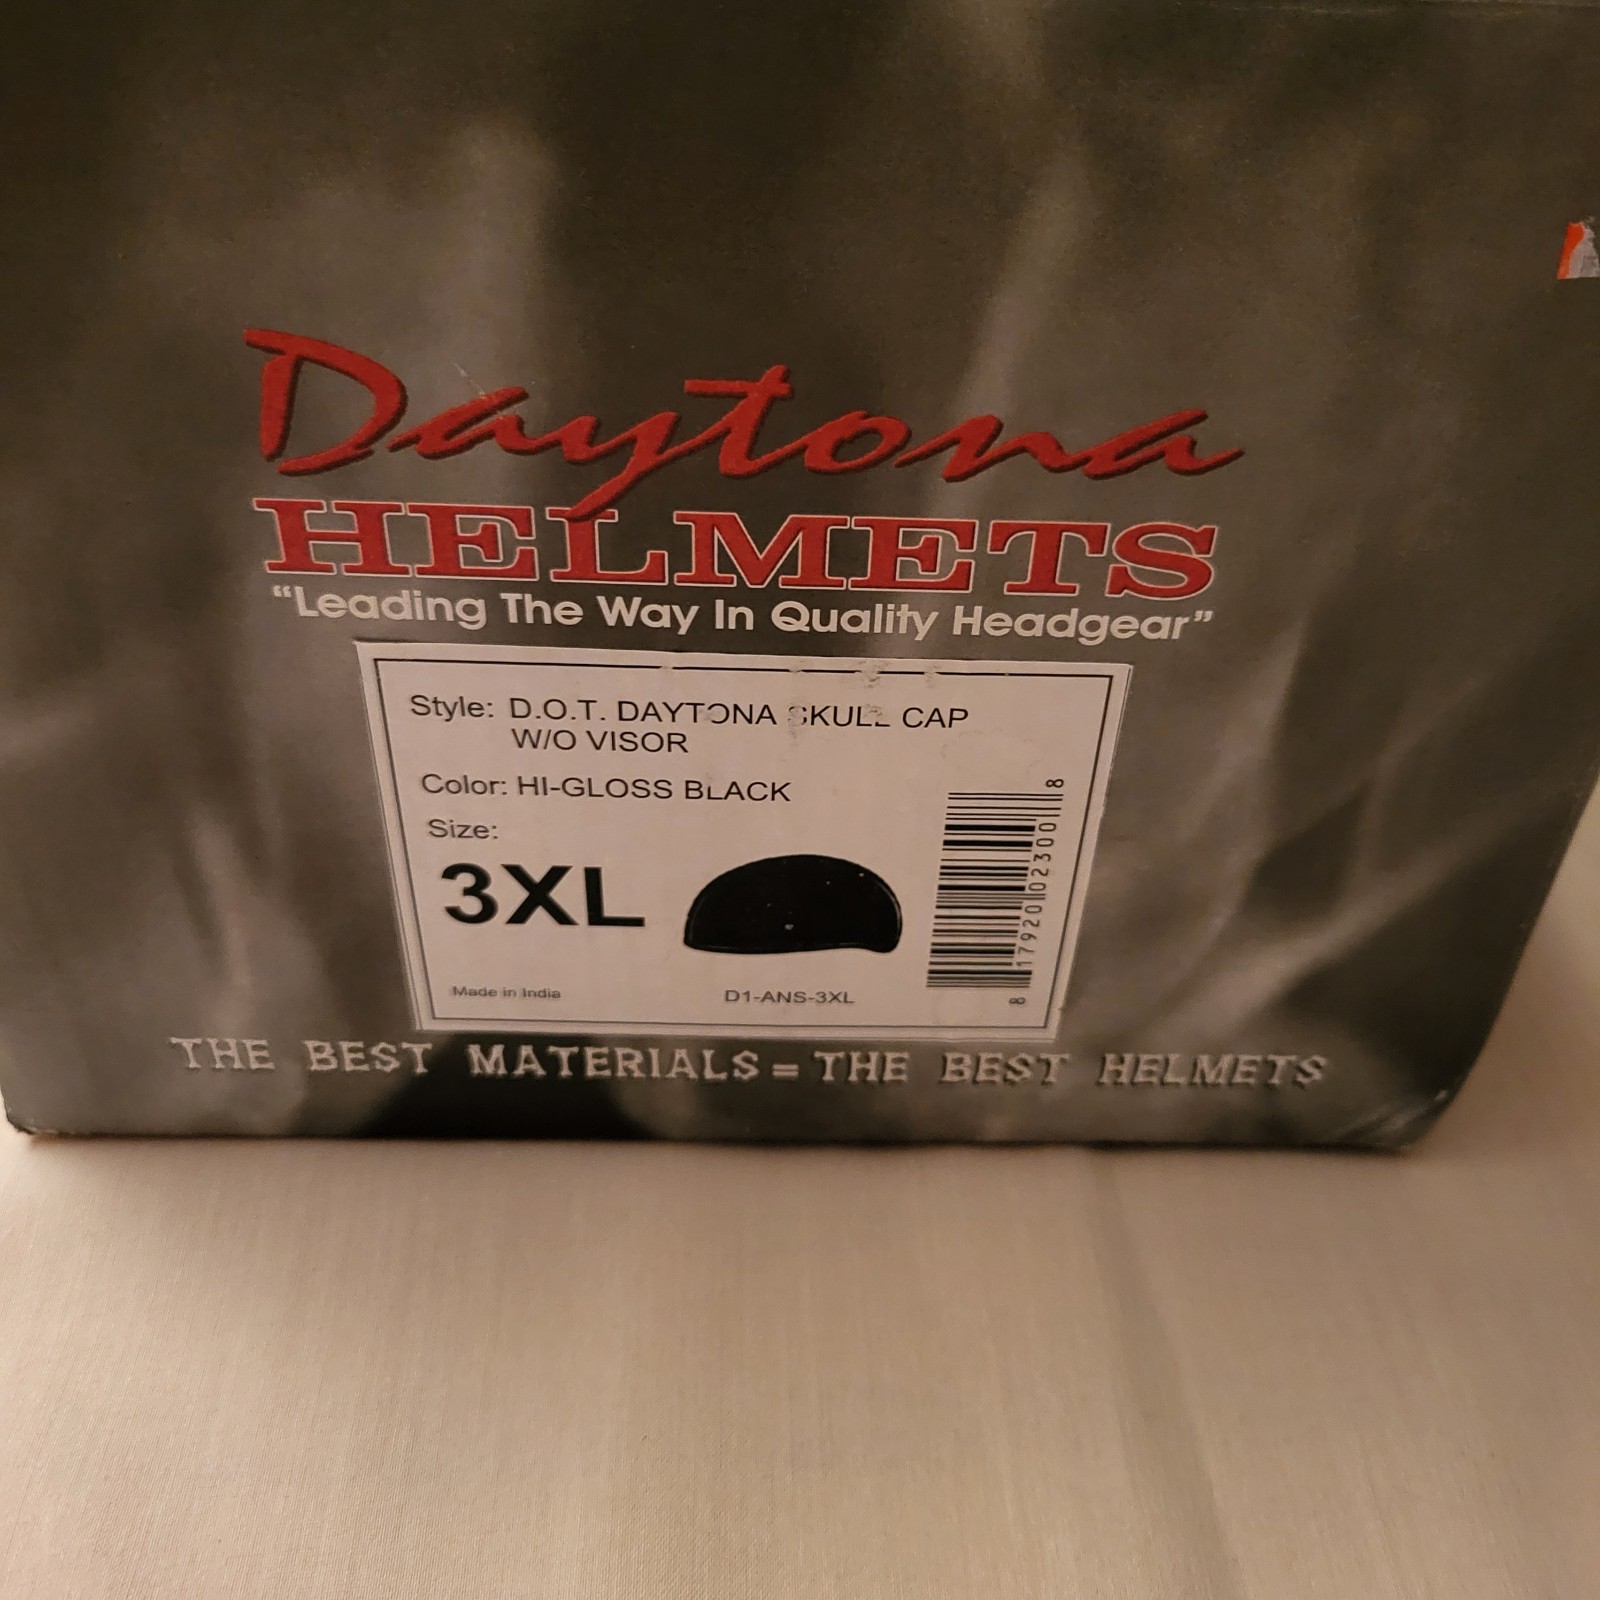 Daytona
HELMETS
“Leading The Way In Quality Headgear”
Style: D.O.T. DAYTONA SKULL CAP
W/O VISOR
Color: HI-GLOSS BLACK
Size:
3XL
Made in India
D1-ANS-3XL
8 17920 02300 8
THE BEST MATERIALS = THE BEST HELMETS